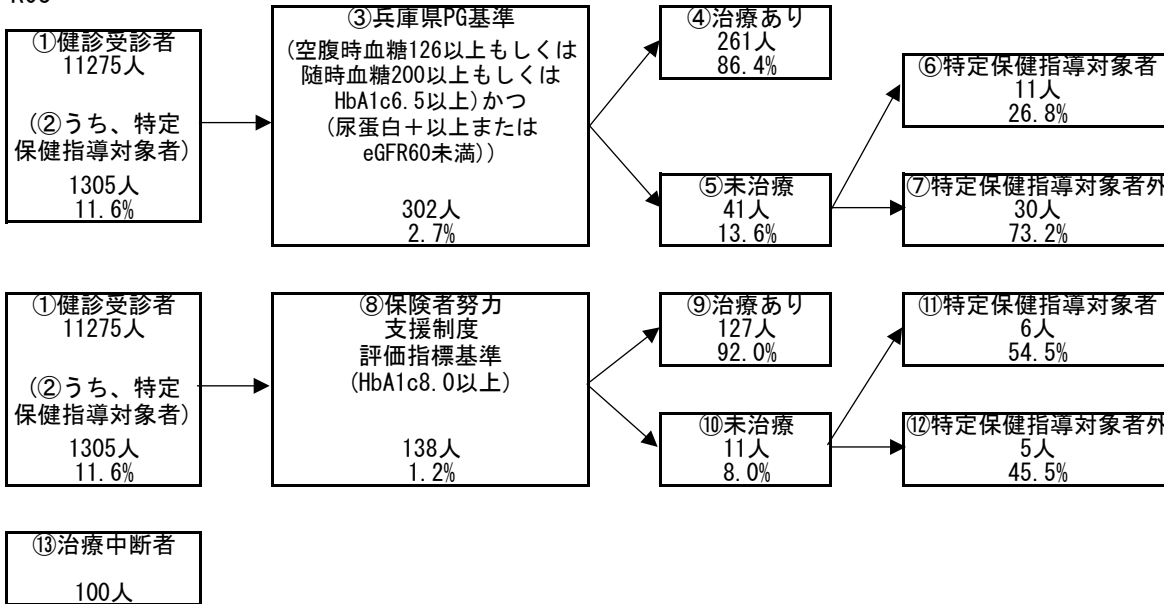 ①健診受診者
11275人
(②うち、特定
保健指導対象者)
1305人
11.6%
③兵庫県PG基準
(空腹時血糖126以上もしくは
随時血糖200以上もしくは
HbA1c6.5以上)かつ
(尿蛋白＋以上または
eGFR60未満))
302人
2.7%
④治療あり
261人
86.4%
⑤未治療
41人
13.6%
⑥特定保健指導対象者
11人
26.8%
⑦特定保健指導対象者外
30人
73.2%
①健診受診者
11275人
(②うち、特定
保健指導対象者)
1305人
11.6%
⑧保険者努力
支援制度
評価指標基準
(HbA1c8.0以上)
138人
1.2%
⑨治療あり
127人
92.0%
⑩未治療
11人
8.0%
⑪特定保健指導対象者
6人
54.5%
⑫特定保健指導対象者外
5人
45.5%
⑬治療中断者
100人